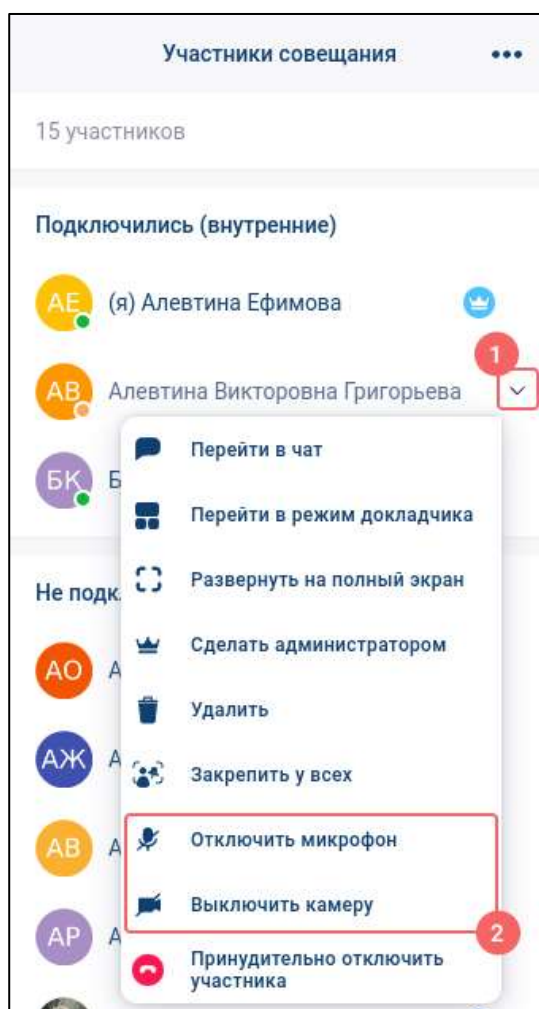 Участники совещания
15 участников
Подключились (внутренние)
АЕ (я) Алевтина Ефимова
1
АВ Алевтина Викторовна Григорьева
Перейти в чат
БК Б
Перейти в режим докладчика
Развернуть на полный экран
Не подк
Сделать администратором
АО А
Удалить
АЖ А
Закрепить у всех
Отключить микрофон
АВ А
Выключить камеру
2
АР А
Принудительно отключить
участника